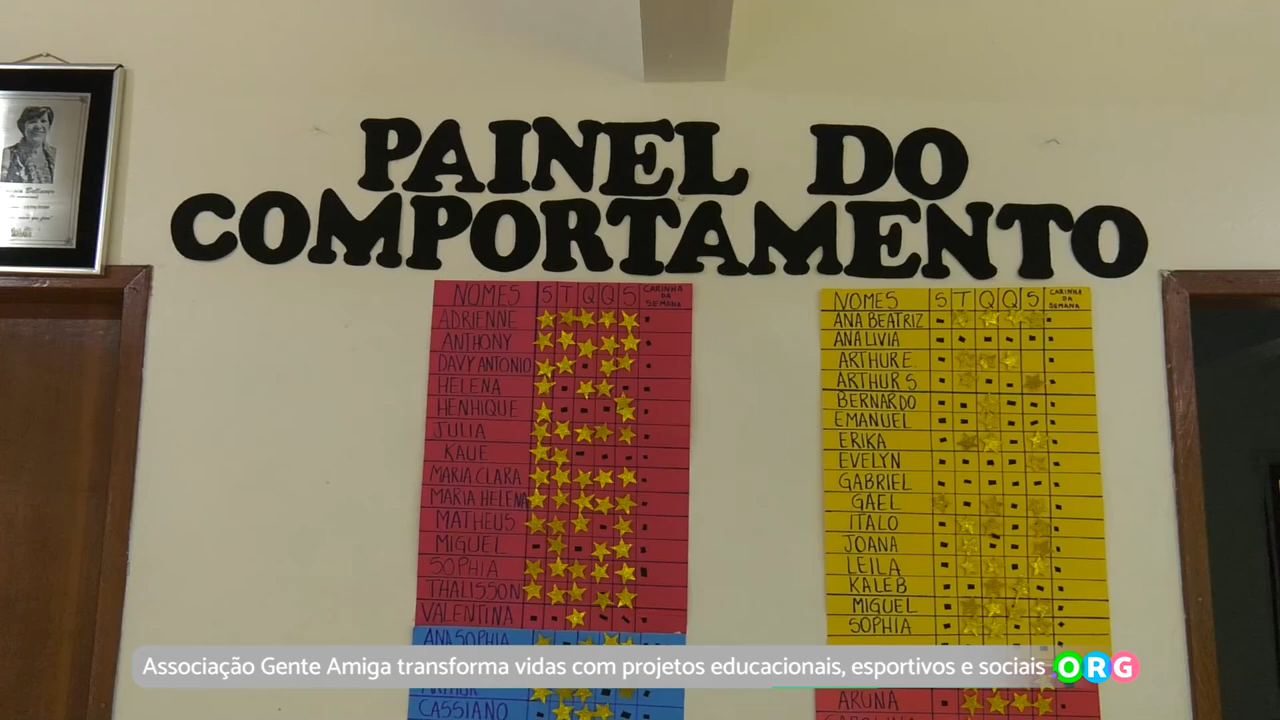 PAINEL DO
COMPORTAMENTO
NOMES S T Q Q S CARINHA DA SEMANA
ADRIENNE
ANTHONY
DAVY ANTONIO
HELENA
HENHIQUE
JULIA
KAUE
MARIA CLARA
MARIA HELENA
MATHEUS
MIGUEL
SOPHIA
THALISSON
VALENTINA
ANA SOPHIA
ARTHUR
CASSIANO
NOMES S T Q Q S CARINHA DA SEMANA
ANA BEATRIZ
ANA LIVIA
ARTHUR E.
ARTHUR S
BERNARDO
EMANUEL
ERIKA
EVELYN
GABRIEL
GAEL
ITALO
JOANA
LEILA
KALEB
MIGUEL
SOPHIA
ARUNA
Associação Gente Amiga transforma vidas com projetos educacionais, esportivos e sociais ORG